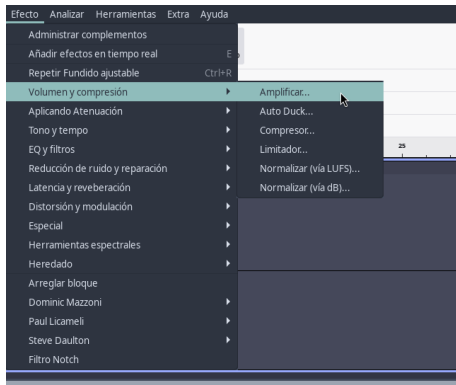 Efecto Analizar Herramientas Extra Ayuda
Administrar complementos
Añadir efectos en tiempo real E
Repetir Fundido ajustable Ctrl+R
Volumen y compresión
Amplificar...
Aplicando Atenuación
Auto Duck...
Tono y tempo
Compresor...
EQ y filtros
Limitador...
25
Reducción de ruido y reparación
Normalizar (vía LUFS)...
Latencia y reveberación
Normalizar (vía dB)...
Distorsión y modulación
Especial
Herramientas espectrales
Heredado
Arreglar bloque
Dominic Mazzoni
Paul Licameli
Steve Daulton
Filtro Notch